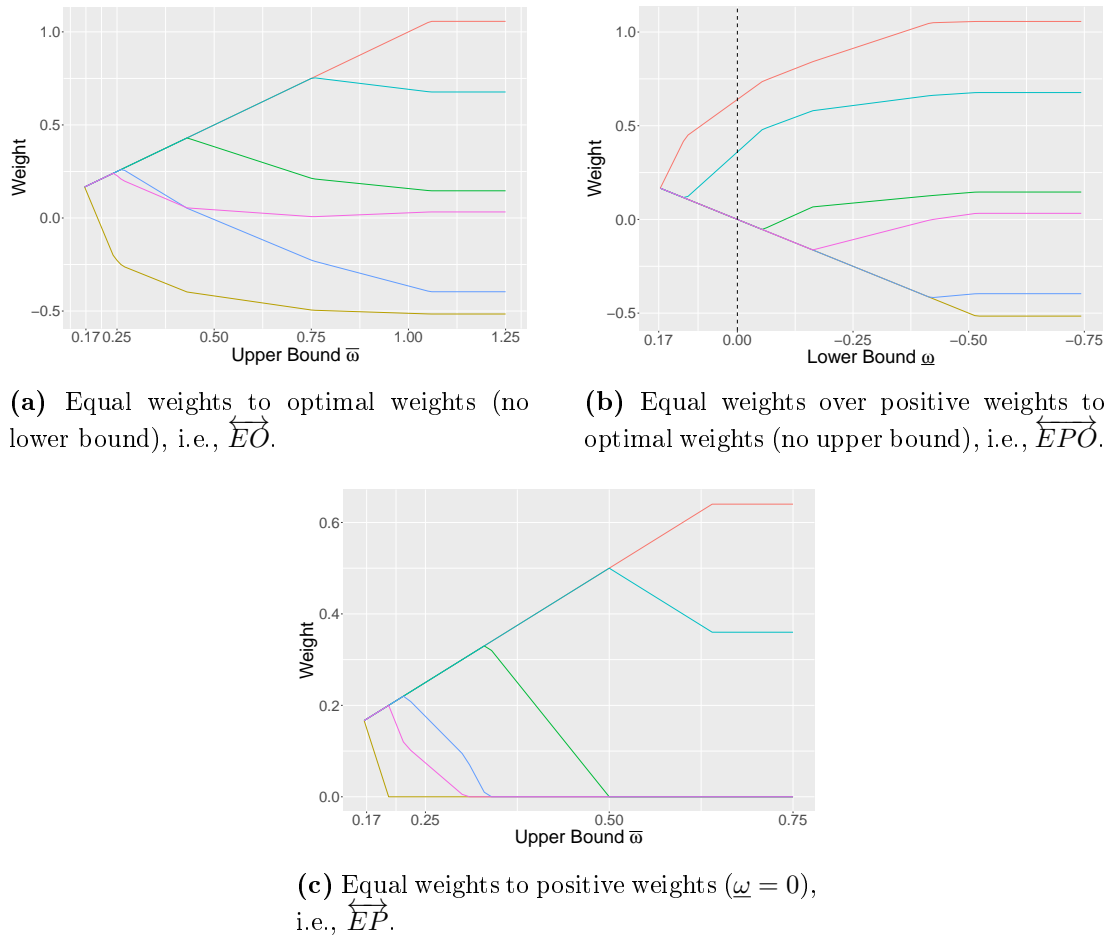 1.0
0.5
0.0
−0.5
Weight
0.17 0.25 0.50 0.75 1.00 1.25
Upper Bound ω̅
1.0
0.5
0.0
−0.5
Weight
0.17 0.00 −0.25 −0.50 −0.75
Lower Bound ω̲
(a) Equal weights to optimal weights (no
lower bound), i.e., E͍O⃡.
(b) Equal weights over positive weights to
optimal weights (no upper bound), i.e., EPO⃡.
0.6
0.4
0.2
0.0
Weight
0.17 0.25 0.50 0.75
Upper Bound ω̅
(c) Equal weights to positive weights (ω̲ = 0),
i.e., EP⃡.